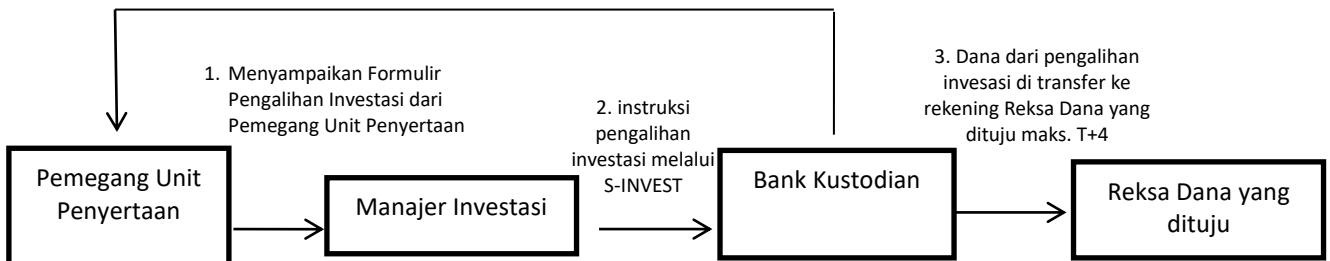 1. Menyampaikan Formulir
Pengalihan Investasi dari
Pemegang Unit Penyertaan
2. instruksi
pengalihan
investasi melalui
S-INVEST
3. Dana dari pengalihan
invesasi di transfer ke
rekening Reksa Dana yang
dituju maks. T+4
Pemegang Unit
Penyertaan
Manajer Investasi
Bank Kustodian
Reksa Dana yang
dituju